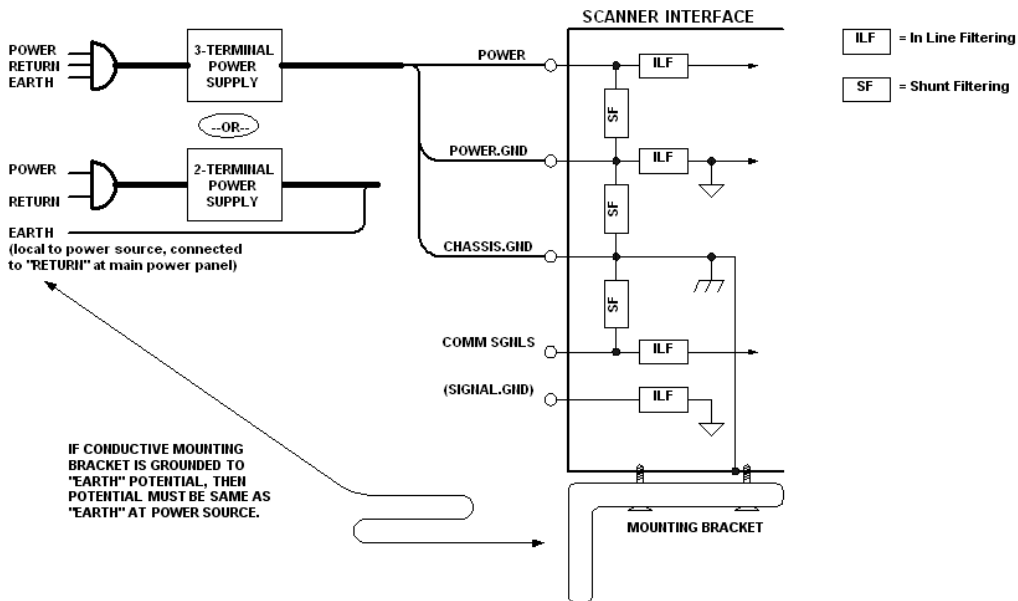 SCANNER INTERFACE
POWER
RETURN
EARTH
3-TERMINAL
POWER
SUPPLY
--OR--
POWER
RETURN
2-TERMINAL
POWER
SUPPLY
EARTH
(local to power source, connected
to "RETURN" at main power panel)
POWER
ILF
SF
POWER.GND
ILF
SF
CHASSIS.GND
SF
COMM SGNLS
ILF
(SIGNAL.GND)
ILF
ILF = In Line Filtering
SF = Shunt Filtering
IF CONDUCTIVE MOUNTING
BRACKET IS GROUNDED TO
"EARTH" POTENTIAL, THEN
POTENTIAL MUST BE SAME AS
"EARTH" AT POWER SOURCE.
MOUNTING BRACKET